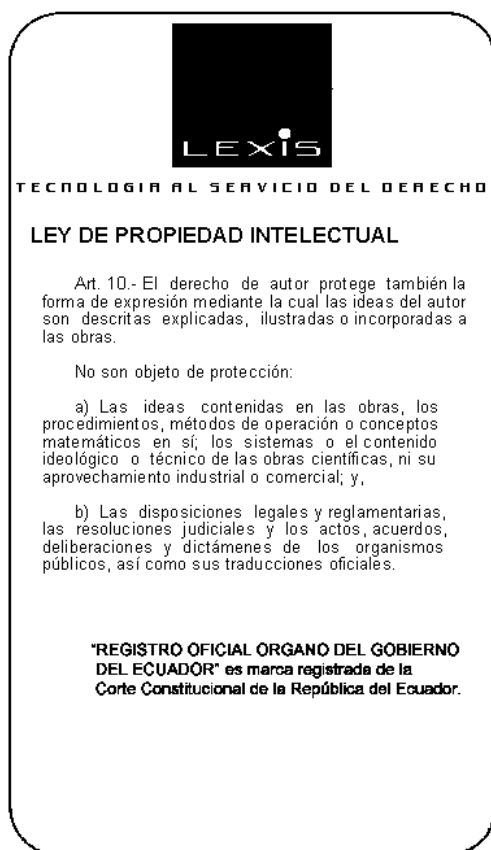 LEXIS
TECNOLOGIA AL SERVICIO DEL DERECHO
LEY DE PROPIEDAD INTELECTUAL
Art. 10.- El derecho de autor protege también la
forma de expresión mediante la cual las ideas del autor
son descritas explicadas, ilustradas o incorporadas a
las obras.
No son objeto de protección:
a) Las ideas contenidas en las obras, los
procedimientos, métodos de operación o conceptos
matemáticos en sí; los sistemas o el contenido
ideológico o técnico de las obras científicas, ni su
aprovechamiento industrial o comercial; y,
b) Las disposiciones legales y reglamentarias,
las resoluciones judiciales y los actos, acuerdos,
deliberaciones y dictámenes de los organismos
públicos, así como sus traducciones oficiales.
"REGISTRO OFICIAL ORGANO DEL GOBIERNO
DEL ECUADOR" es marca registrada de la
Corte Constitucional de la República del Ecuador.